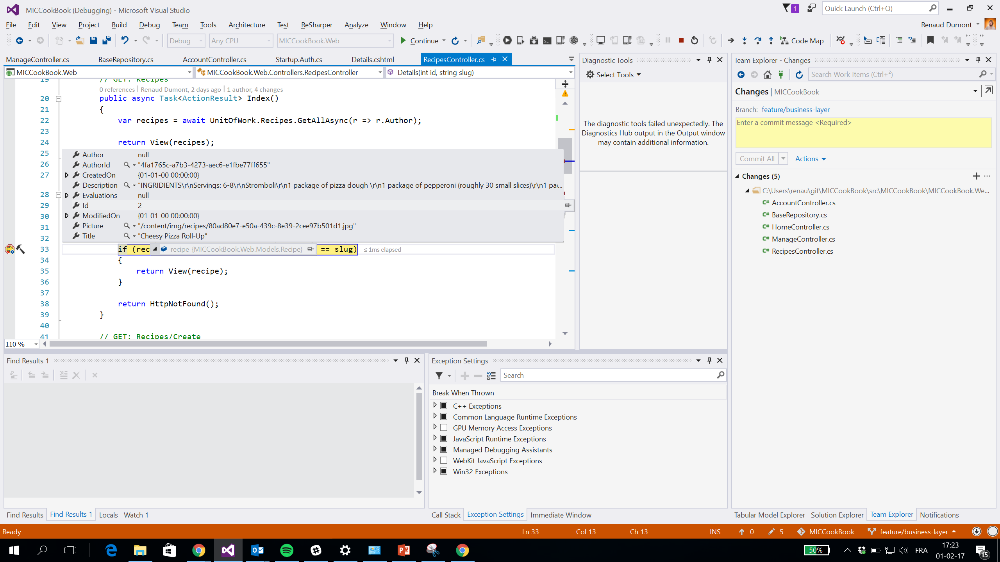 MICCookBook (Debugging) - Microsoft Visual Studio
1
Quick Launch (Ctrl+Q)
File Edit View Project Build Debug Team Tools Architecture Test ReSharper Analyze Window Help
Renaud Dumont
Debug Any CPU MICCookBook.Web Continue Code Map
ManageController.cs BaseRepository.cs AccountController.cs Startup.Auth.cs Details.cshtml RecipesController.cs
MICCookBook.Web MICCookBook.Web.Controllers.RecipesController Details(int id, string slug)
19 // GET: Recipes
0 references | Renaud Dumont, 2 days ago | 1 author, 4 changes
20 public async Task<ActionResult> Index()
21 {
22 var recipes = await UnitOfWork.Recipes.GetAllAsync(r => r.Author);
23
24 return View(recipes);
25
26
27
28
29
30
31
32
Author null
AuthorId "4fa1765c-a7b3-4273-aec6-e1fbe77ff655"
CreatedOn {01-01-00 00:00:00}
Description "INGRIDIENTS\r\nServings: 6-8\r\nStromboli\r\n1 package of pizza dough \r\n1 package of pepperoni (roughly 30 small slices)\r\n1 pac...
Evaluations null
Id 2
ModifiedOn {01-01-00 00:00:00}
Picture "/content/img/recipes/80ad80e7-e50a-439c-8e39-2cee97b501d1.jpg"
Title "Cheesy Pizza Roll-Up"
33 if (rec recipe {MICCookBook.Web.Models.Recipe} == slug) ≤ 1ms elapsed
34 {
35 return View(recipe);
36 }
37
38 return HttpNotFound();
39 }
40
41 // GET: Recipes/Create
110 %
Diagnostic Tools
Select Tools
The diagnostic tools failed unexpectedly. The
Diagnostics Hub output in the Output window
may contain additional information.
Team Explorer - Changes
Search Work Items (Ctrl+²)
Changes | MICCookBook
Branch: feature/business-layer
Enter a commit message <Required>
Commit All Actions
Changes (5)
C:\Users\renau\git\MICCookBook\src\MICCookBook\MICCookBook.We...
C# AccountController.cs
C# BaseRepository.cs
C# HomeController.cs
C# ManageController.cs
C# RecipesController.cs
Find Results 1
Exception Settings
Search
Break When Thrown
C++ Exceptions
Common Language Runtime Exceptions
GPU Memory Access Exceptions
JavaScript Runtime Exceptions
Managed Debugging Assistants
WebKit JavaScript Exceptions
Win32 Exceptions
Find Results Find Results 1 Locals Watch 1
Call Stack Exception Settings Immediate Window
Tabular Model Explorer Solution Explorer Team Explorer Notifications
Ready Ln 33 Col 13 Ch 13 INS 0 5 MICCookBook feature/business-layer
50% FRA 17:23
01-02-17 15